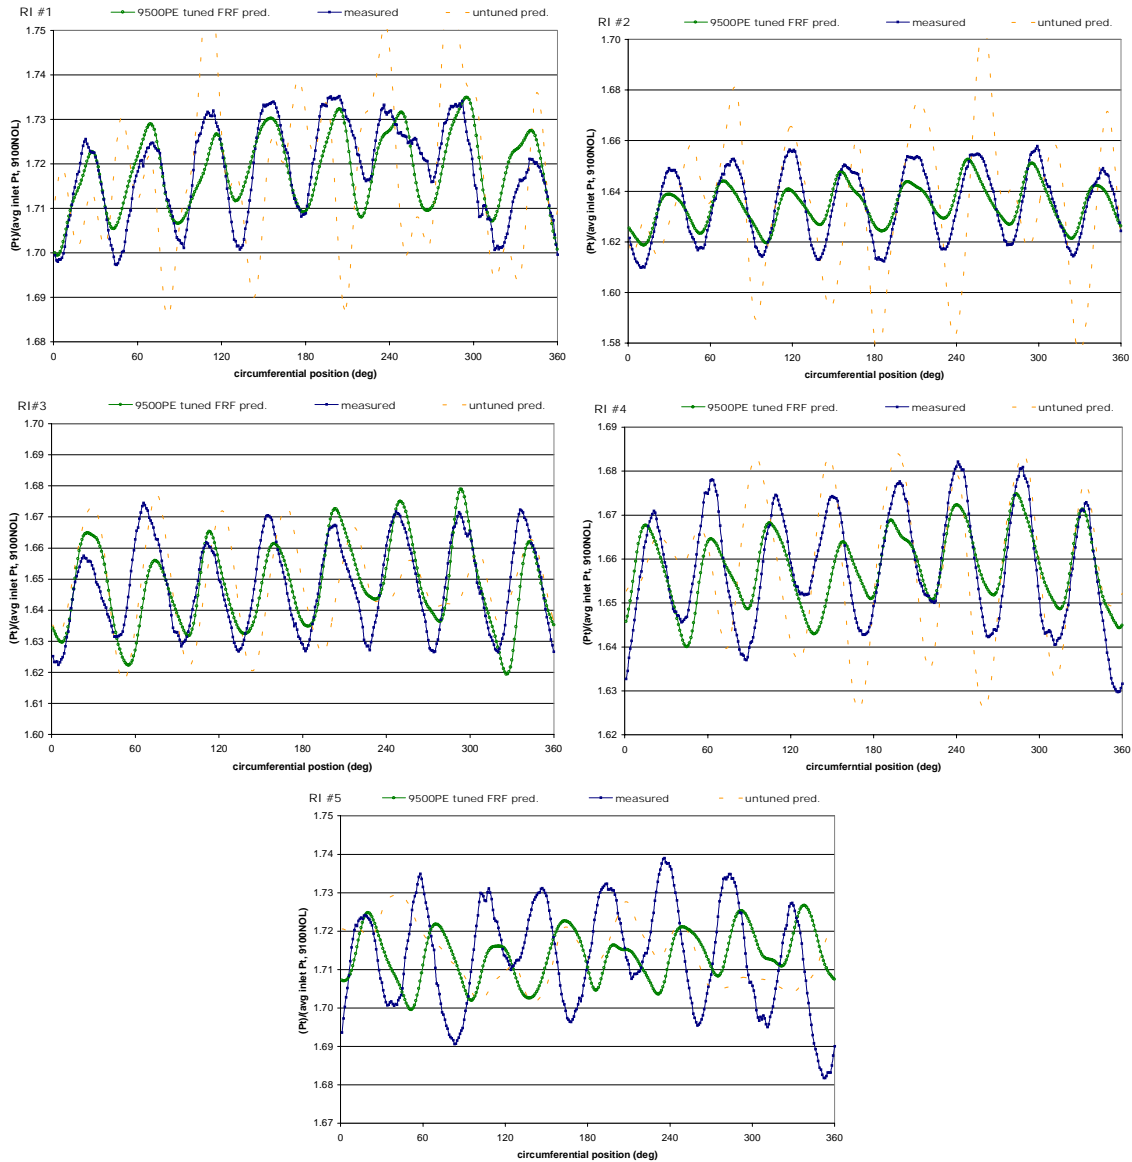 RI #1 9500PE tuned FRF pred. measured untuned pred.
1.75
1.74
1.73
1.72
1.71
1.70
1.69
1.68
(Pt)/(avg inlet Pt, 9100NOL)
0 60 120 180 240 300 360
circumferential position (deg)
RI #2 9500PE tuned FRF pred. measured untuned pred.
1.70
1.68
1.66
1.64
1.62
1.60
1.58
(Pt)/(avg inlet Pt, 9100NOL)
0 60 120 180 240 300 360
circumferential position (deg)
RI#3 9500PE tuned FRF pred. measured untuned pred.
1.70
1.69
1.68
1.67
1.66
1.65
1.64
1.63
1.62
1.61
1.60
(Pt)/(avg inlet Pt, 9100NOL)
0 60 120 180 240 300 360
circumferential position (deg)
RI #4 9500PE tuned FRF pred. measured untuned pred.
1.69
1.68
1.67
1.66
1.65
1.64
1.63
1.62
(Pt)/(avg inlet Pt, 9100NOL)
0 60 120 180 240 300 360
circumferntial position (deg)
RI #5 9500PE tuned FRF pred. measured untuned pred.
1.75
1.74
1.73
1.72
1.71
1.70
1.69
1.68
1.67
(Pt)/(avg inlet Pt, 9100NOL)
0 60 120 180 240 300 360
circumferential position (deg)